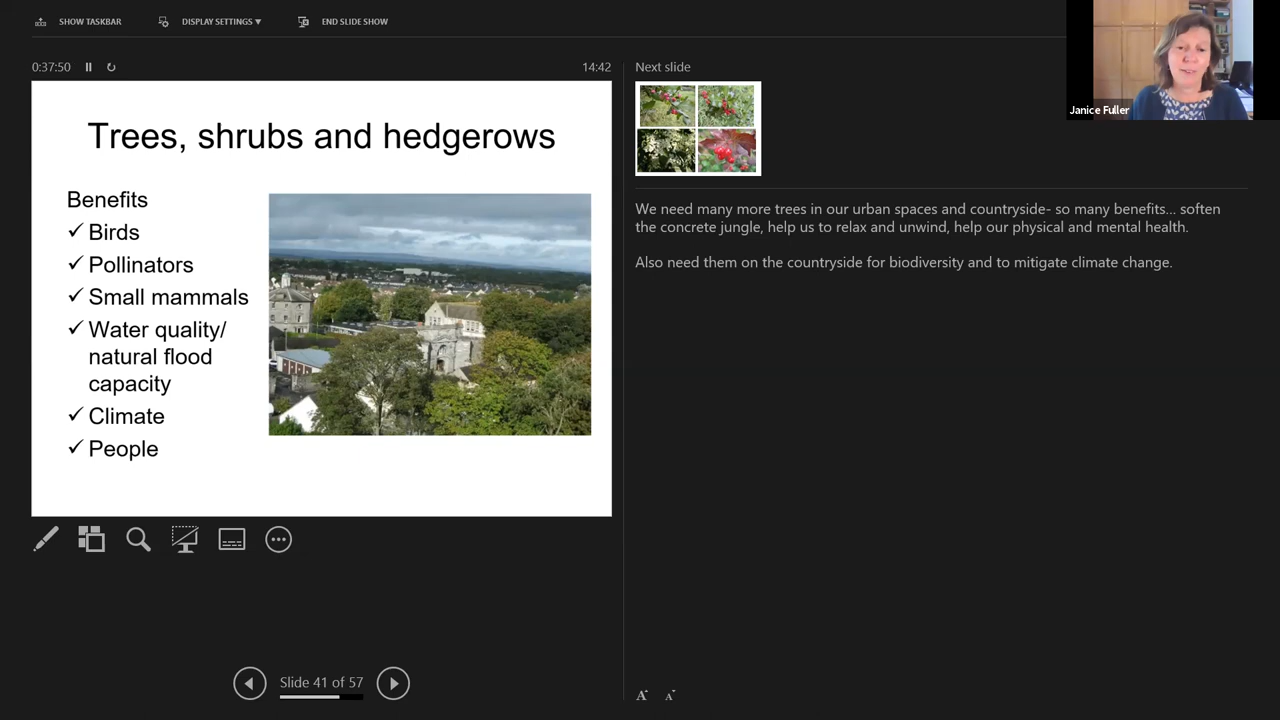 SHOW TASKBAR
DISPLAY SETTINGS ▼
END SLIDE SHOW
Janice Fuller
0:37:50
14:42
Trees, shrubs and hedgerows
Benefits
✓ Birds
✓ Pollinators
✓ Small mammals
✓ Water quality/
natural flood
capacity
✓ Climate
✓ People
Slide 41 of 57
Next slide
We need many more trees in our urban spaces and countryside- so many benefits... soften
the concrete jungle, help us to relax and unwind, help our physical and mental health.
Also need them on the countryside for biodiversity and to mitigate climate change.
A A